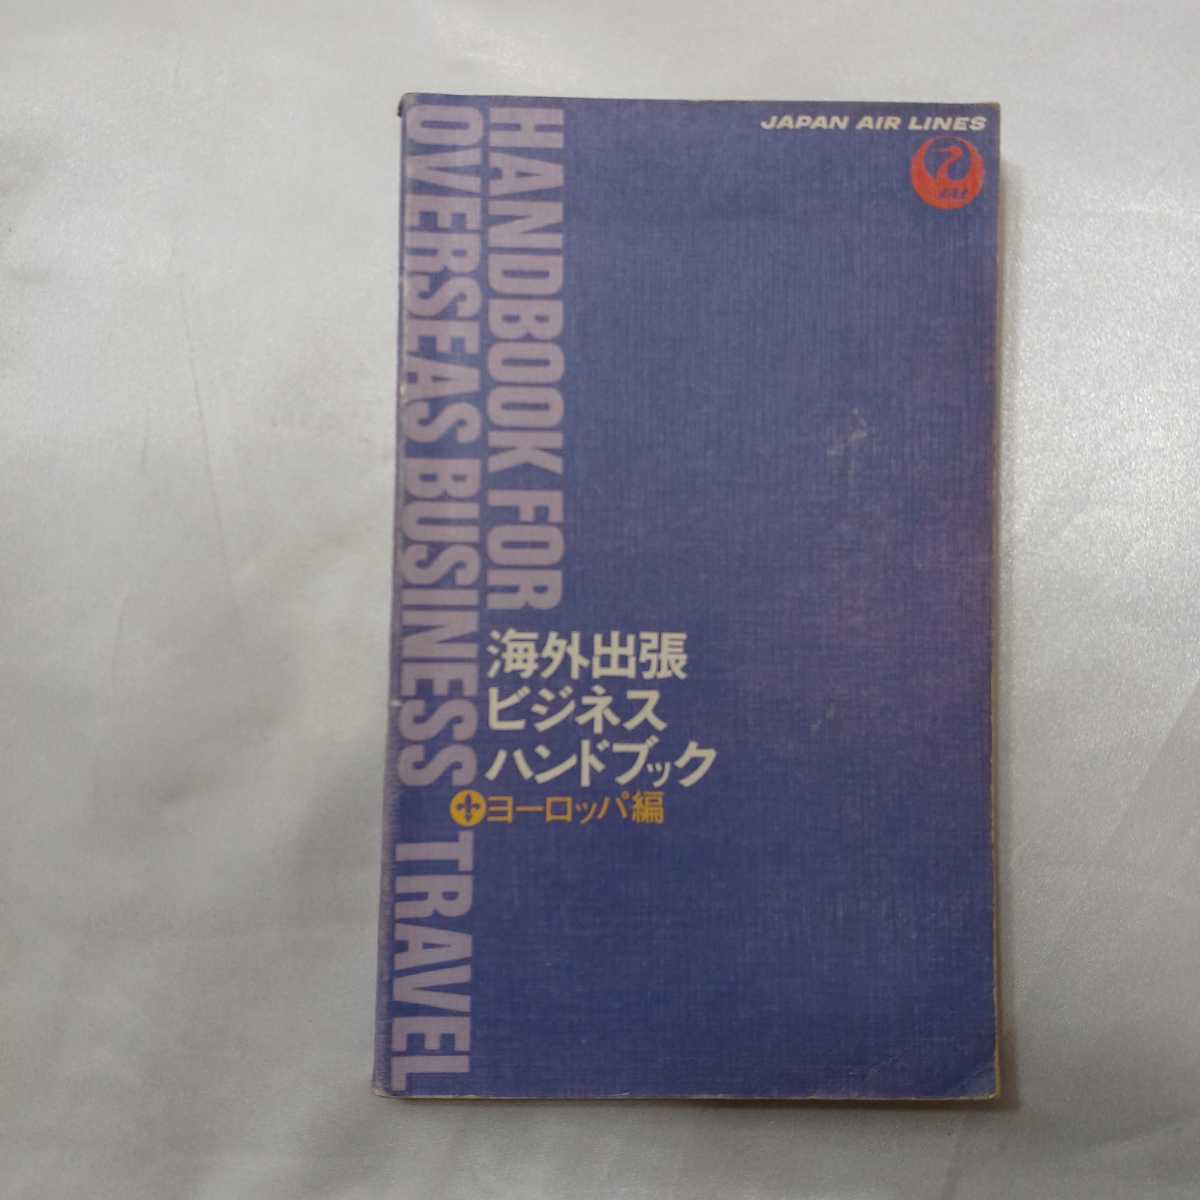 JAPAN AIR LINES
HANDBOOK FOR
OVERSEAS BUSINESS TRAVEL
海外出張
ビジネス
ハンドブック
ヨーロッパ編